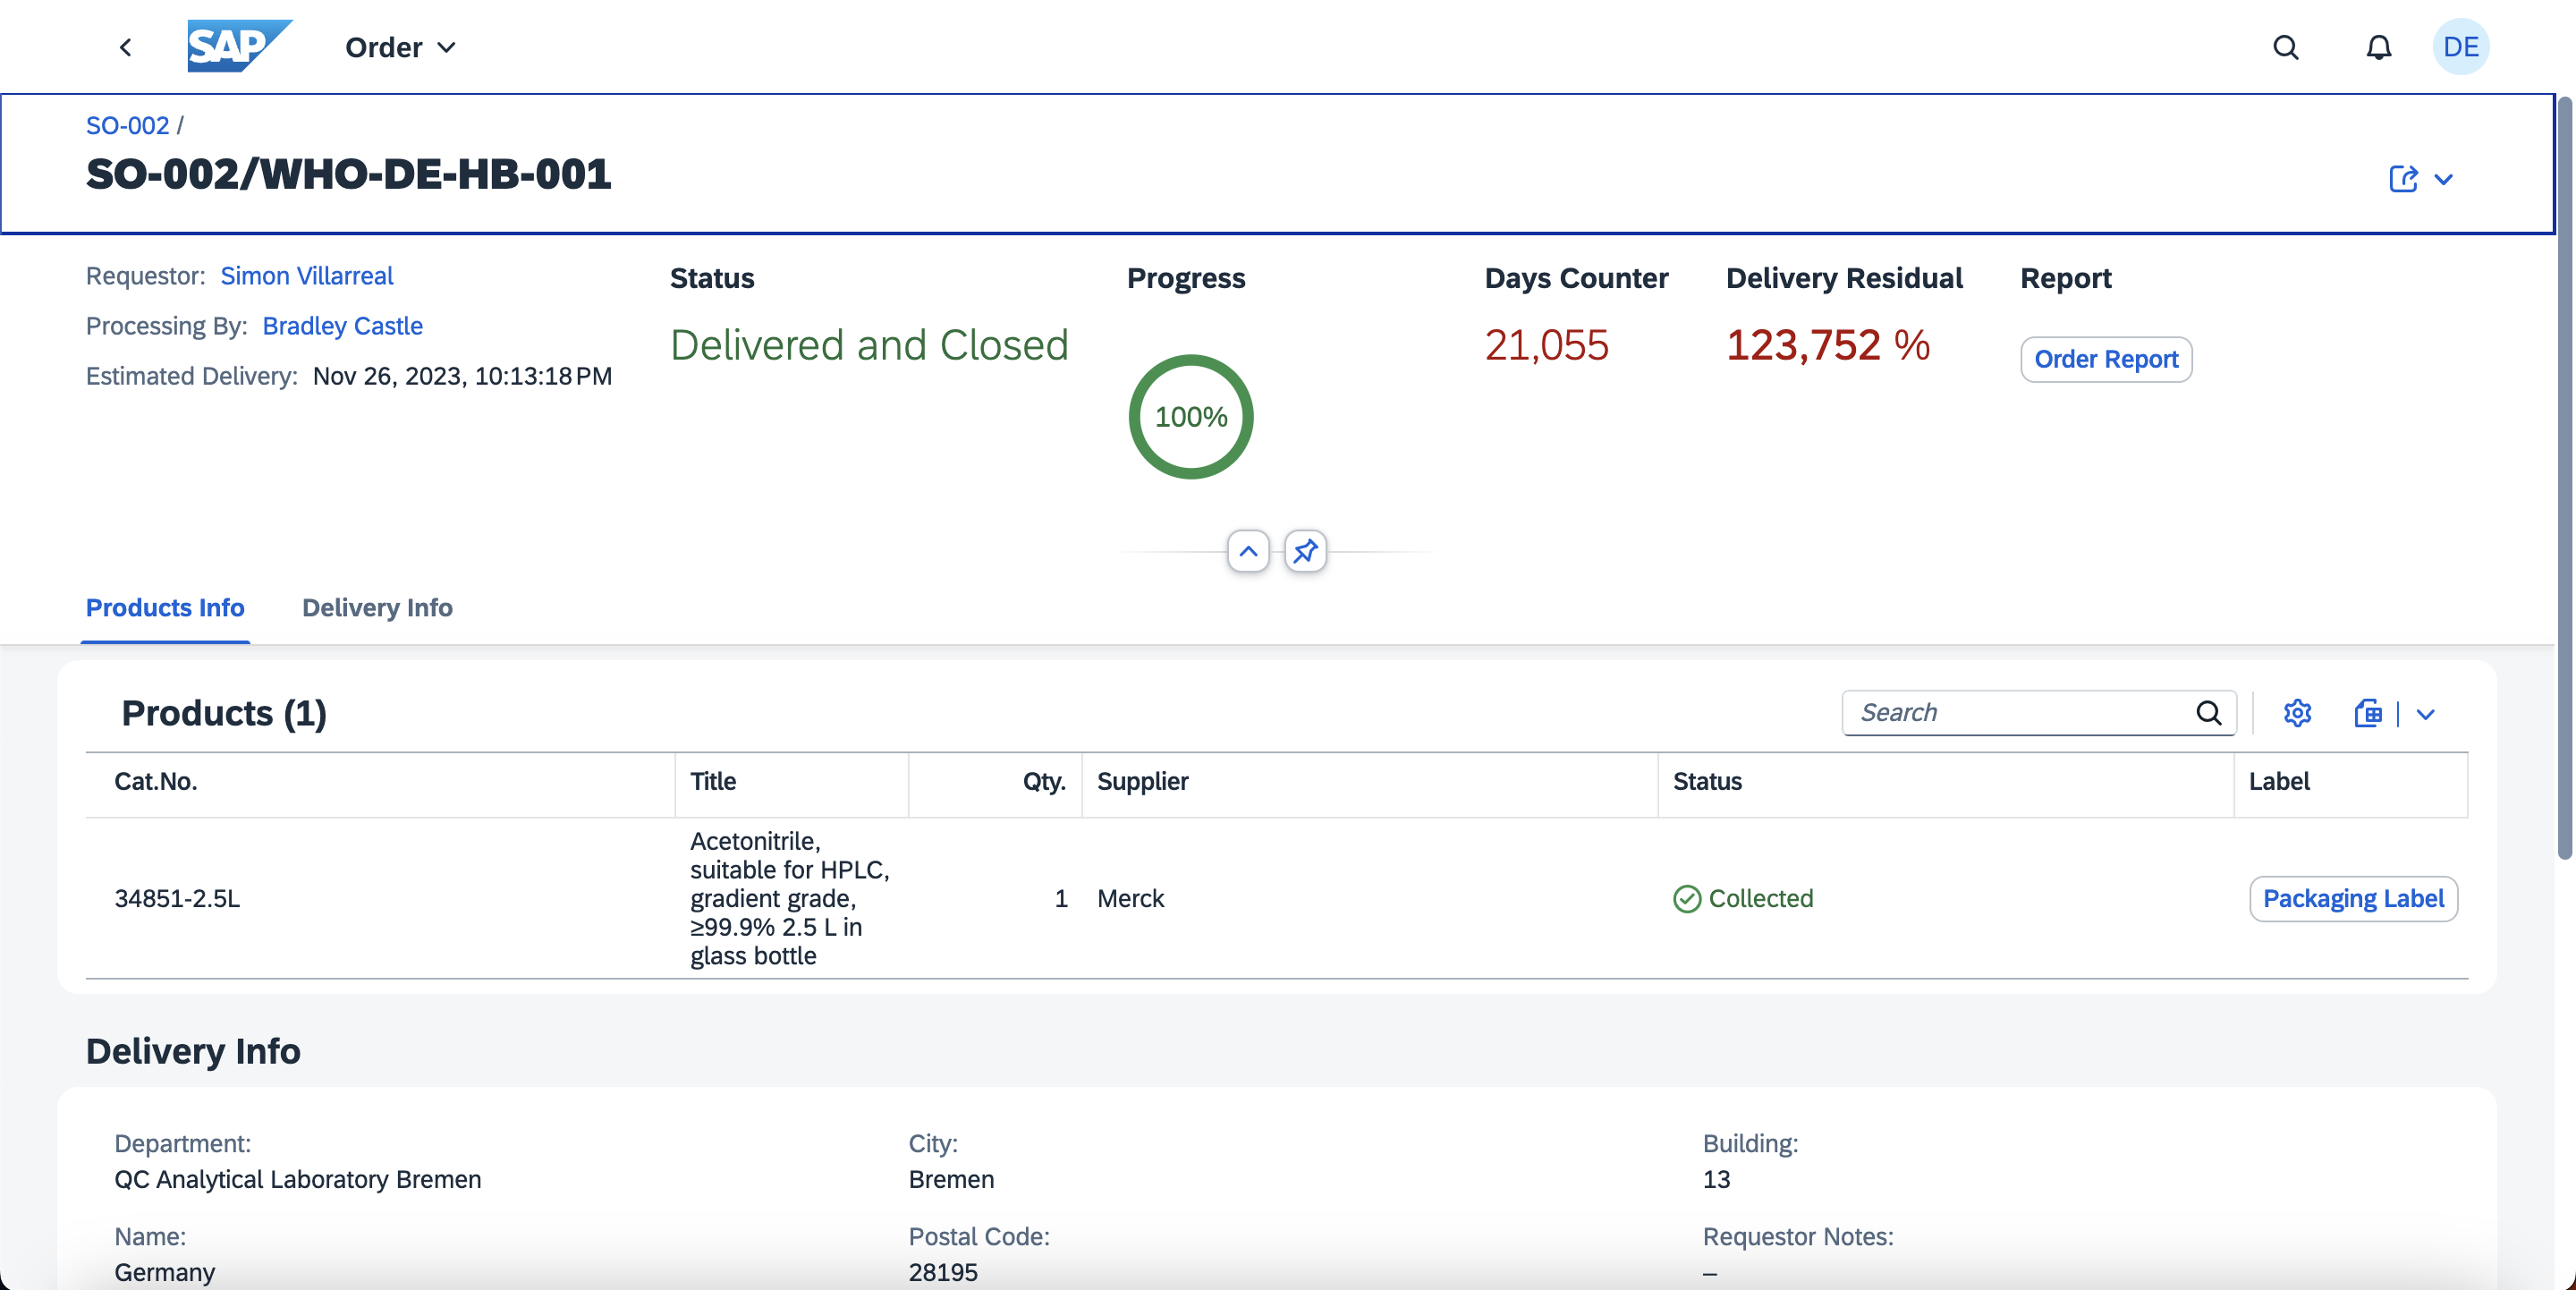 SAP
Order
DE
SO-002 /
SO-002/WHO-DE-HB-001
Requestor: Simon Villarreal
Processing By: Bradley Castle
Estimated Delivery: Nov 26, 2023, 10:13:18 PM
Status
Delivered and Closed
Progress
100%
Days Counter
21,055
Delivery Residual
123,752 %
Report
Order Report
Products Info
Delivery Info
Products (1)
Search
Cat.No.
Title
Qty.
Supplier
Status
Label
34851-2.5L
Acetonitrile,
suitable for HPLC,
gradient grade,
≥99.9% 2.5 L in
glass bottle
1
Merck
Collected
Packaging Label
Delivery Info
Department:
QC Analytical Laboratory Bremen
City:
Bremen
Building:
13
Name:
Germany
Postal Code:
28195
Requestor Notes:
–